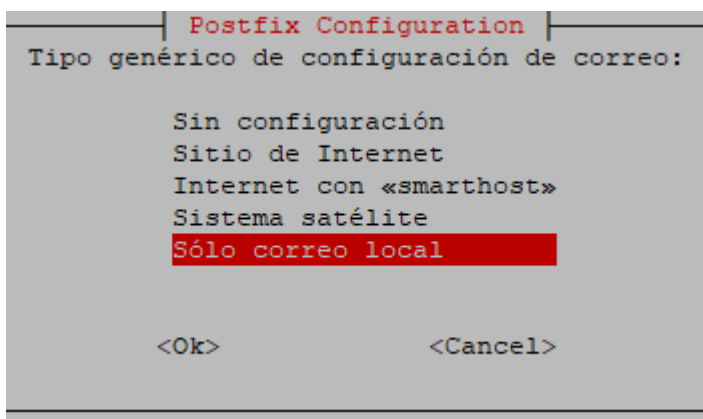 Postfix Configuration
Tipo genérico de configuración de correo:
Sin configuración
Sitio de Internet
Internet con «smarthost»
Sistema satélite
Sólo correo local
<Ok> <Cancel>